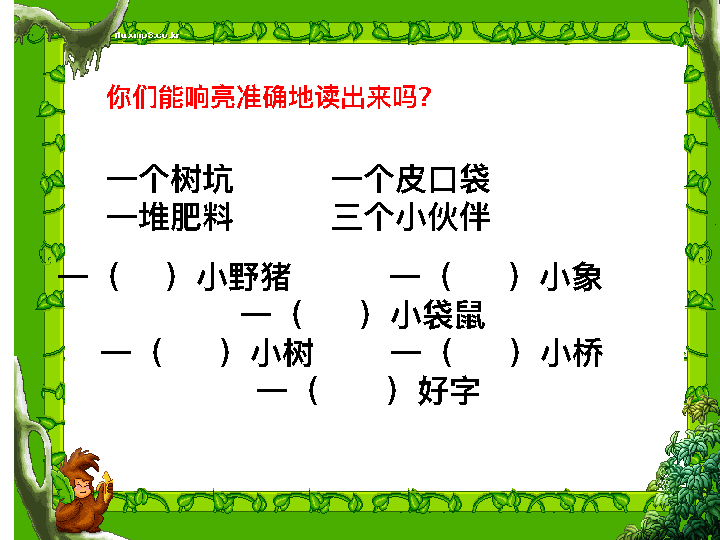 你们能响亮准确地读出来吗？
一个树坑 一个皮口袋
一堆肥料 三个小伙伴
一（ ）小野猪 一（ ）小象
一（ ）小袋鼠
一（ ）小树 一（ ）小桥
一（ ）好字